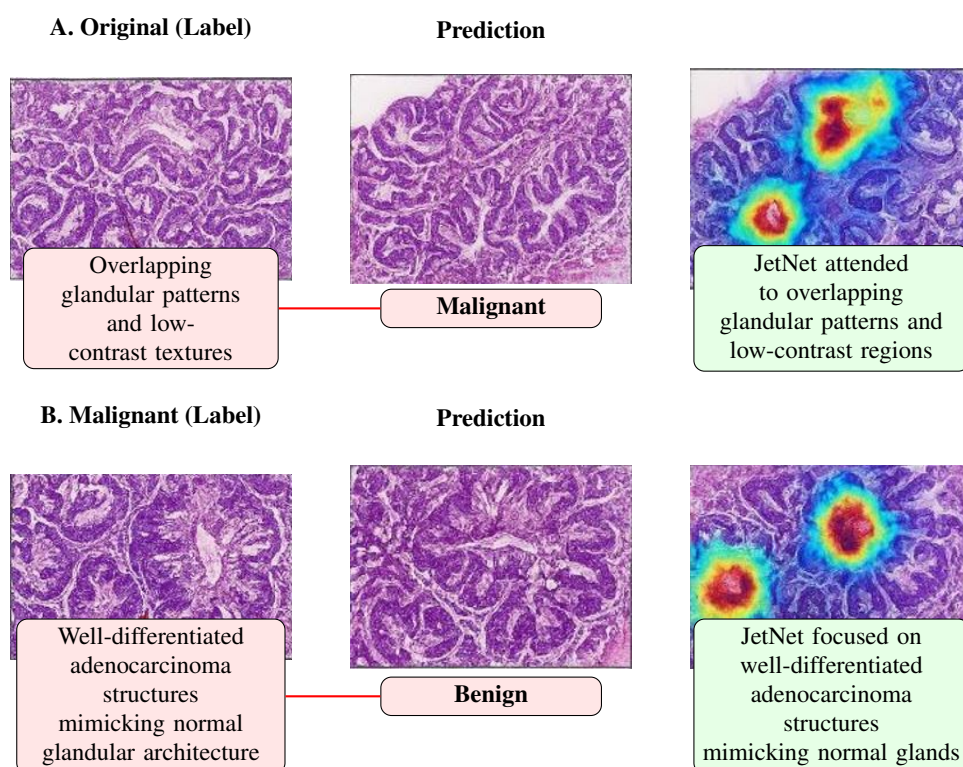 A. Original (Label)
Prediction
Overlapping
glandular patterns
and low-
contrast textures
Malignant
JetNet attended
to overlapping
glandular patterns and
low-contrast regions
B. Malignant (Label)
Prediction
Well-differentiated
adenocarcinoma
structures
mimicking normal
glandular architecture
Benign
JetNet focused on
well-differentiated
adenocarcinoma
structures
mimicking normal glands